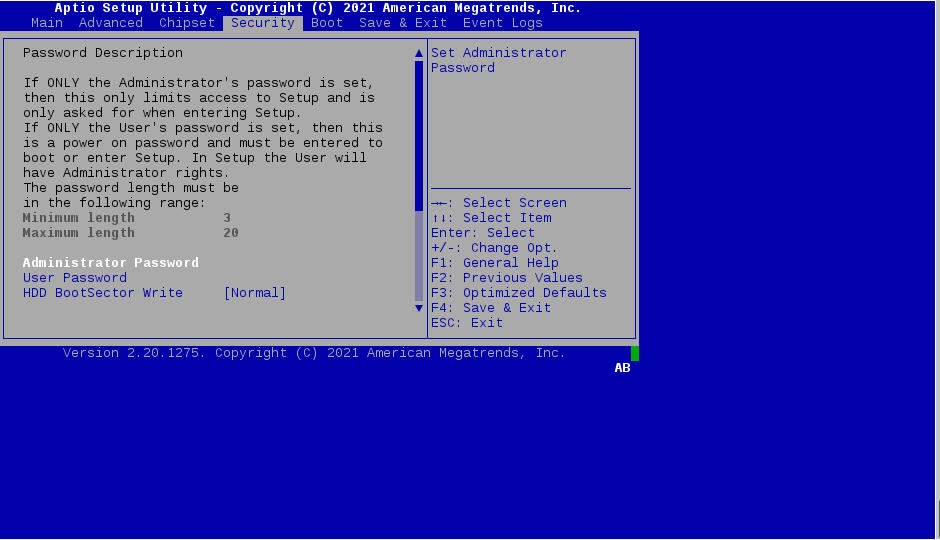 Aptio Setup Utility - Copyright (C) 2021 American Megatrends, Inc.
Main Advanced Chipset Security Boot Save & Exit Event Logs
Password Description
If ONLY the Administrator's password is set,
then this only limits access to Setup and is
only asked for when entering Setup.
If ONLY the User's password is set, then this
is a power on password and must be entered to
boot or enter Setup. In Setup the User will
have Administrator rights.
The password length must be
in the following range:
Minimum length 3
Maximum length 20
Administrator Password
User Password
HDD BootSector Write [Normal]
Set Administrator
Password
→←: Select Screen
↑↓: Select Item
Enter: Select
+/-: Change Opt.
F1: General Help
F2: Previous Values
F3: Optimized Defaults
F4: Save & Exit
ESC: Exit
Version 2.20.1275. Copyright (C) 2021 American Megatrends, Inc.
AB